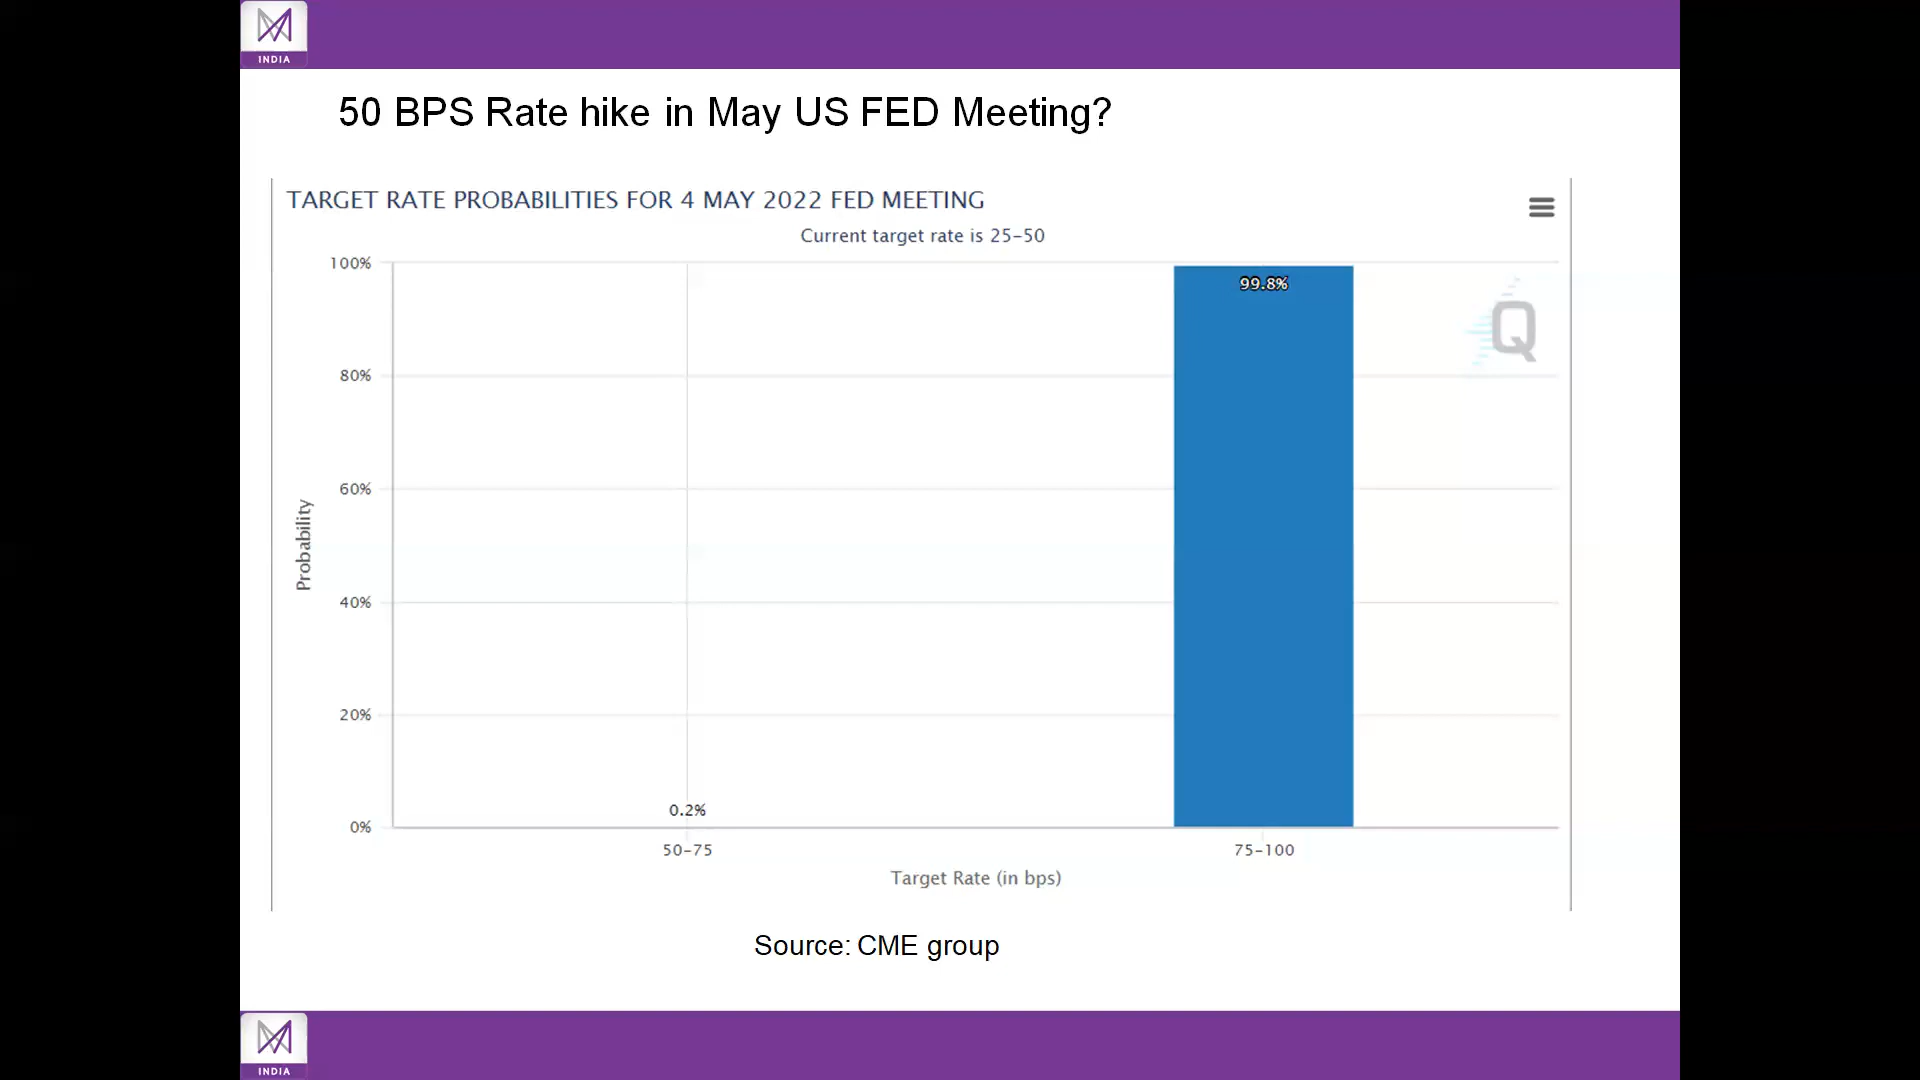 INDIA
50 BPS Rate hike in May US FED Meeting?
TARGET RATE PROBABILITIES FOR 4 MAY 2022 FED MEETING
Current target rate is 25–50
100%
99.8%
Q
80%
60%
Probability
40%
20%
0.2%
0%
50–75
75–100
Target Rate (in bps)
Source: CME group
INDIA